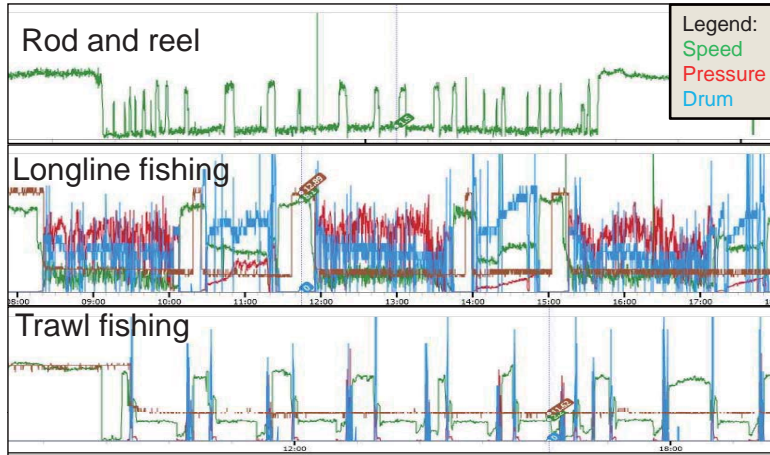 Rod and reel
Legend:
Speed
Pressure
Drum
Longline fishing
08:00 09:00 10:00 11:00 12:00 13:00 14:00 15:00 16:00 17:00
Trawl fishing
12:00 18:00